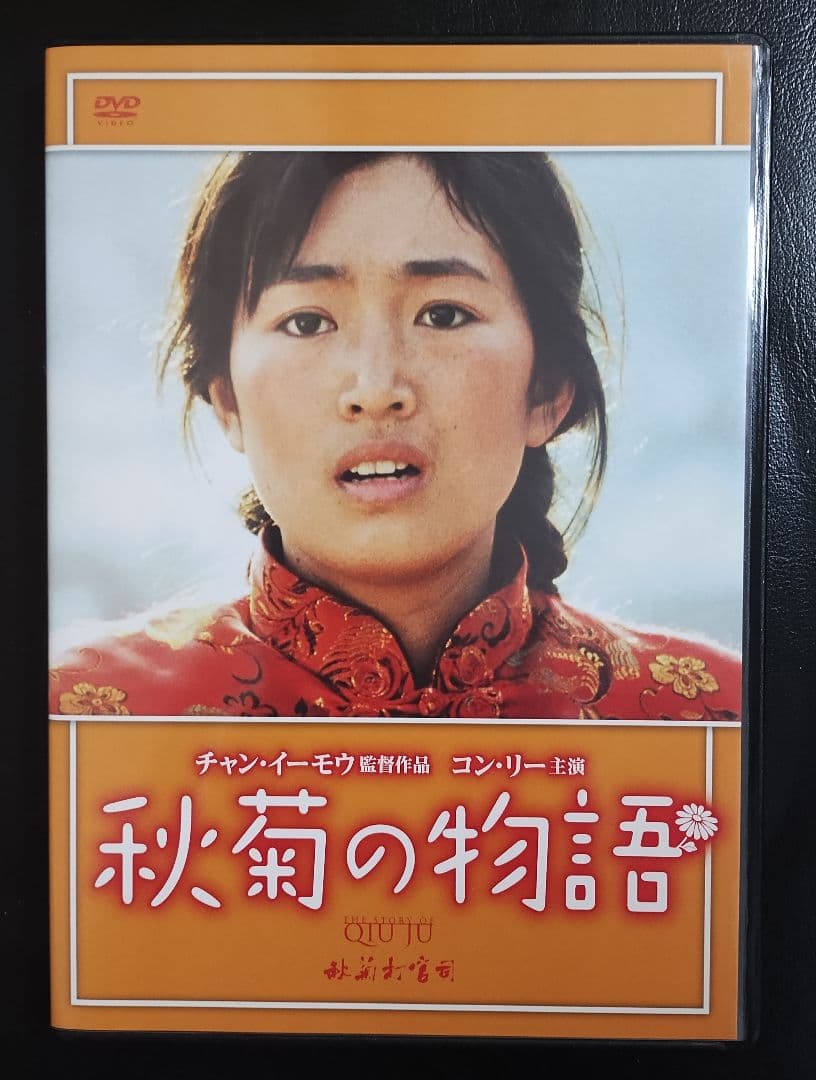 DVD
VIDEO
チャン・イーモウ監督作品 コン・リー主演
秋菊の物語
THE STORY OF
QIU JU
秋菊打官司